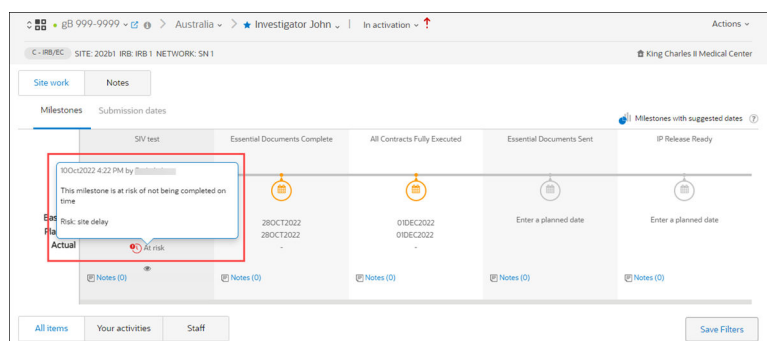 gB 999-9999 > Australia > Investigator John | In activation
Actions
C - IRB/EC SITE: 202b1 IRB: IRB 1 NETWORK: SN 1
King Charles II Medical Center
Site work Notes
Milestones Submission dates
Milestones with suggested dates ?
SIV test Essential Documents Complete All Contracts Fully Executed Essential Documents Sent IP Release Ready
10Oct2022 4:22 PM by
This milestone is at risk of not being completed on
time
Risk: site delay
Bas
Pla
28OCT2022 01DEC2022 Enter a planned date Enter a planned date
28OCT2022 01DEC2022
Actual At risk - -
Notes (0) Notes (0) Notes (0) Notes (0) Notes (0)
All items Your activities Staff
Save Filters